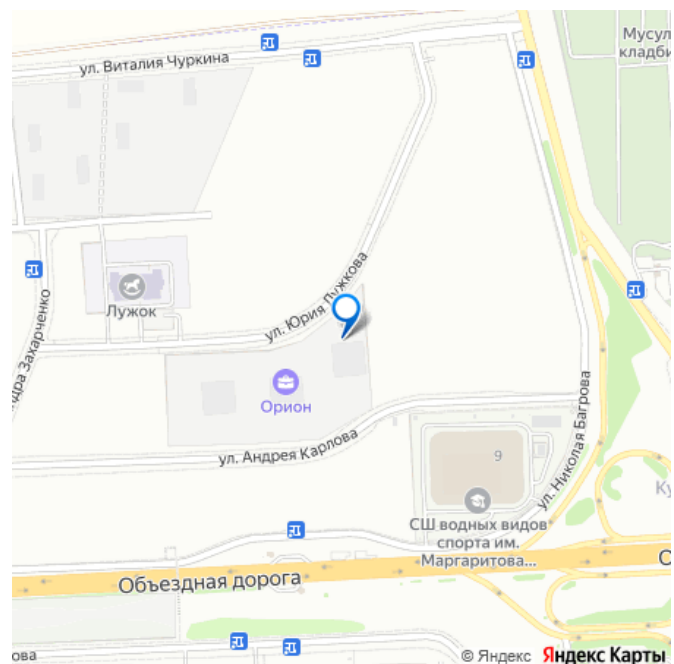 Мусул
кладби
ул. Виталия Чуркина
Лужок
ул. Юрия Лужкова
дра Захарченко
Орион
ул. Андрея Карлова
9
ул. Николая Багрова
Ку
СШ водных видов
спорта им.
Маргаритова...
Объездная дорога
О
ова
© Яндекс Яндекс Карты